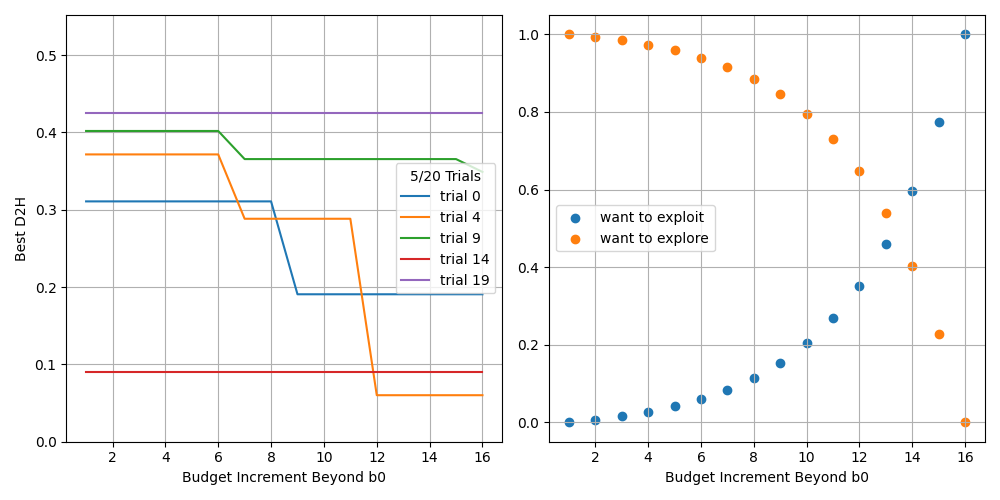 0.5
0.4
0.3
0.2
0.1
0.0
Best D2H
5/20 Trials
trial 0
trial 4
trial 9
trial 14
trial 19
2 4 6 8 10 12 14 16
Budget Increment Beyond b0
1.0
0.8
0.6
0.4
0.2
0.0
want to exploit
want to explore
2 4 6 8 10 12 14 16
Budget Increment Beyond b0